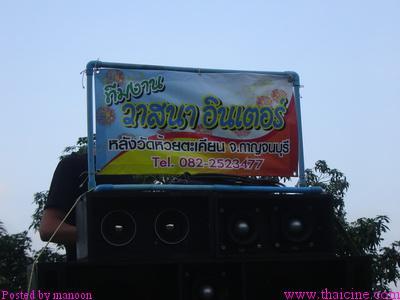 ทีมงาน
วาสนา อินเตอร์
หลังวัดห้วยตะเคียน จ.กาญจนบุรี
Tel. 082-2523477
Posted by manoon
www.thaicine.com